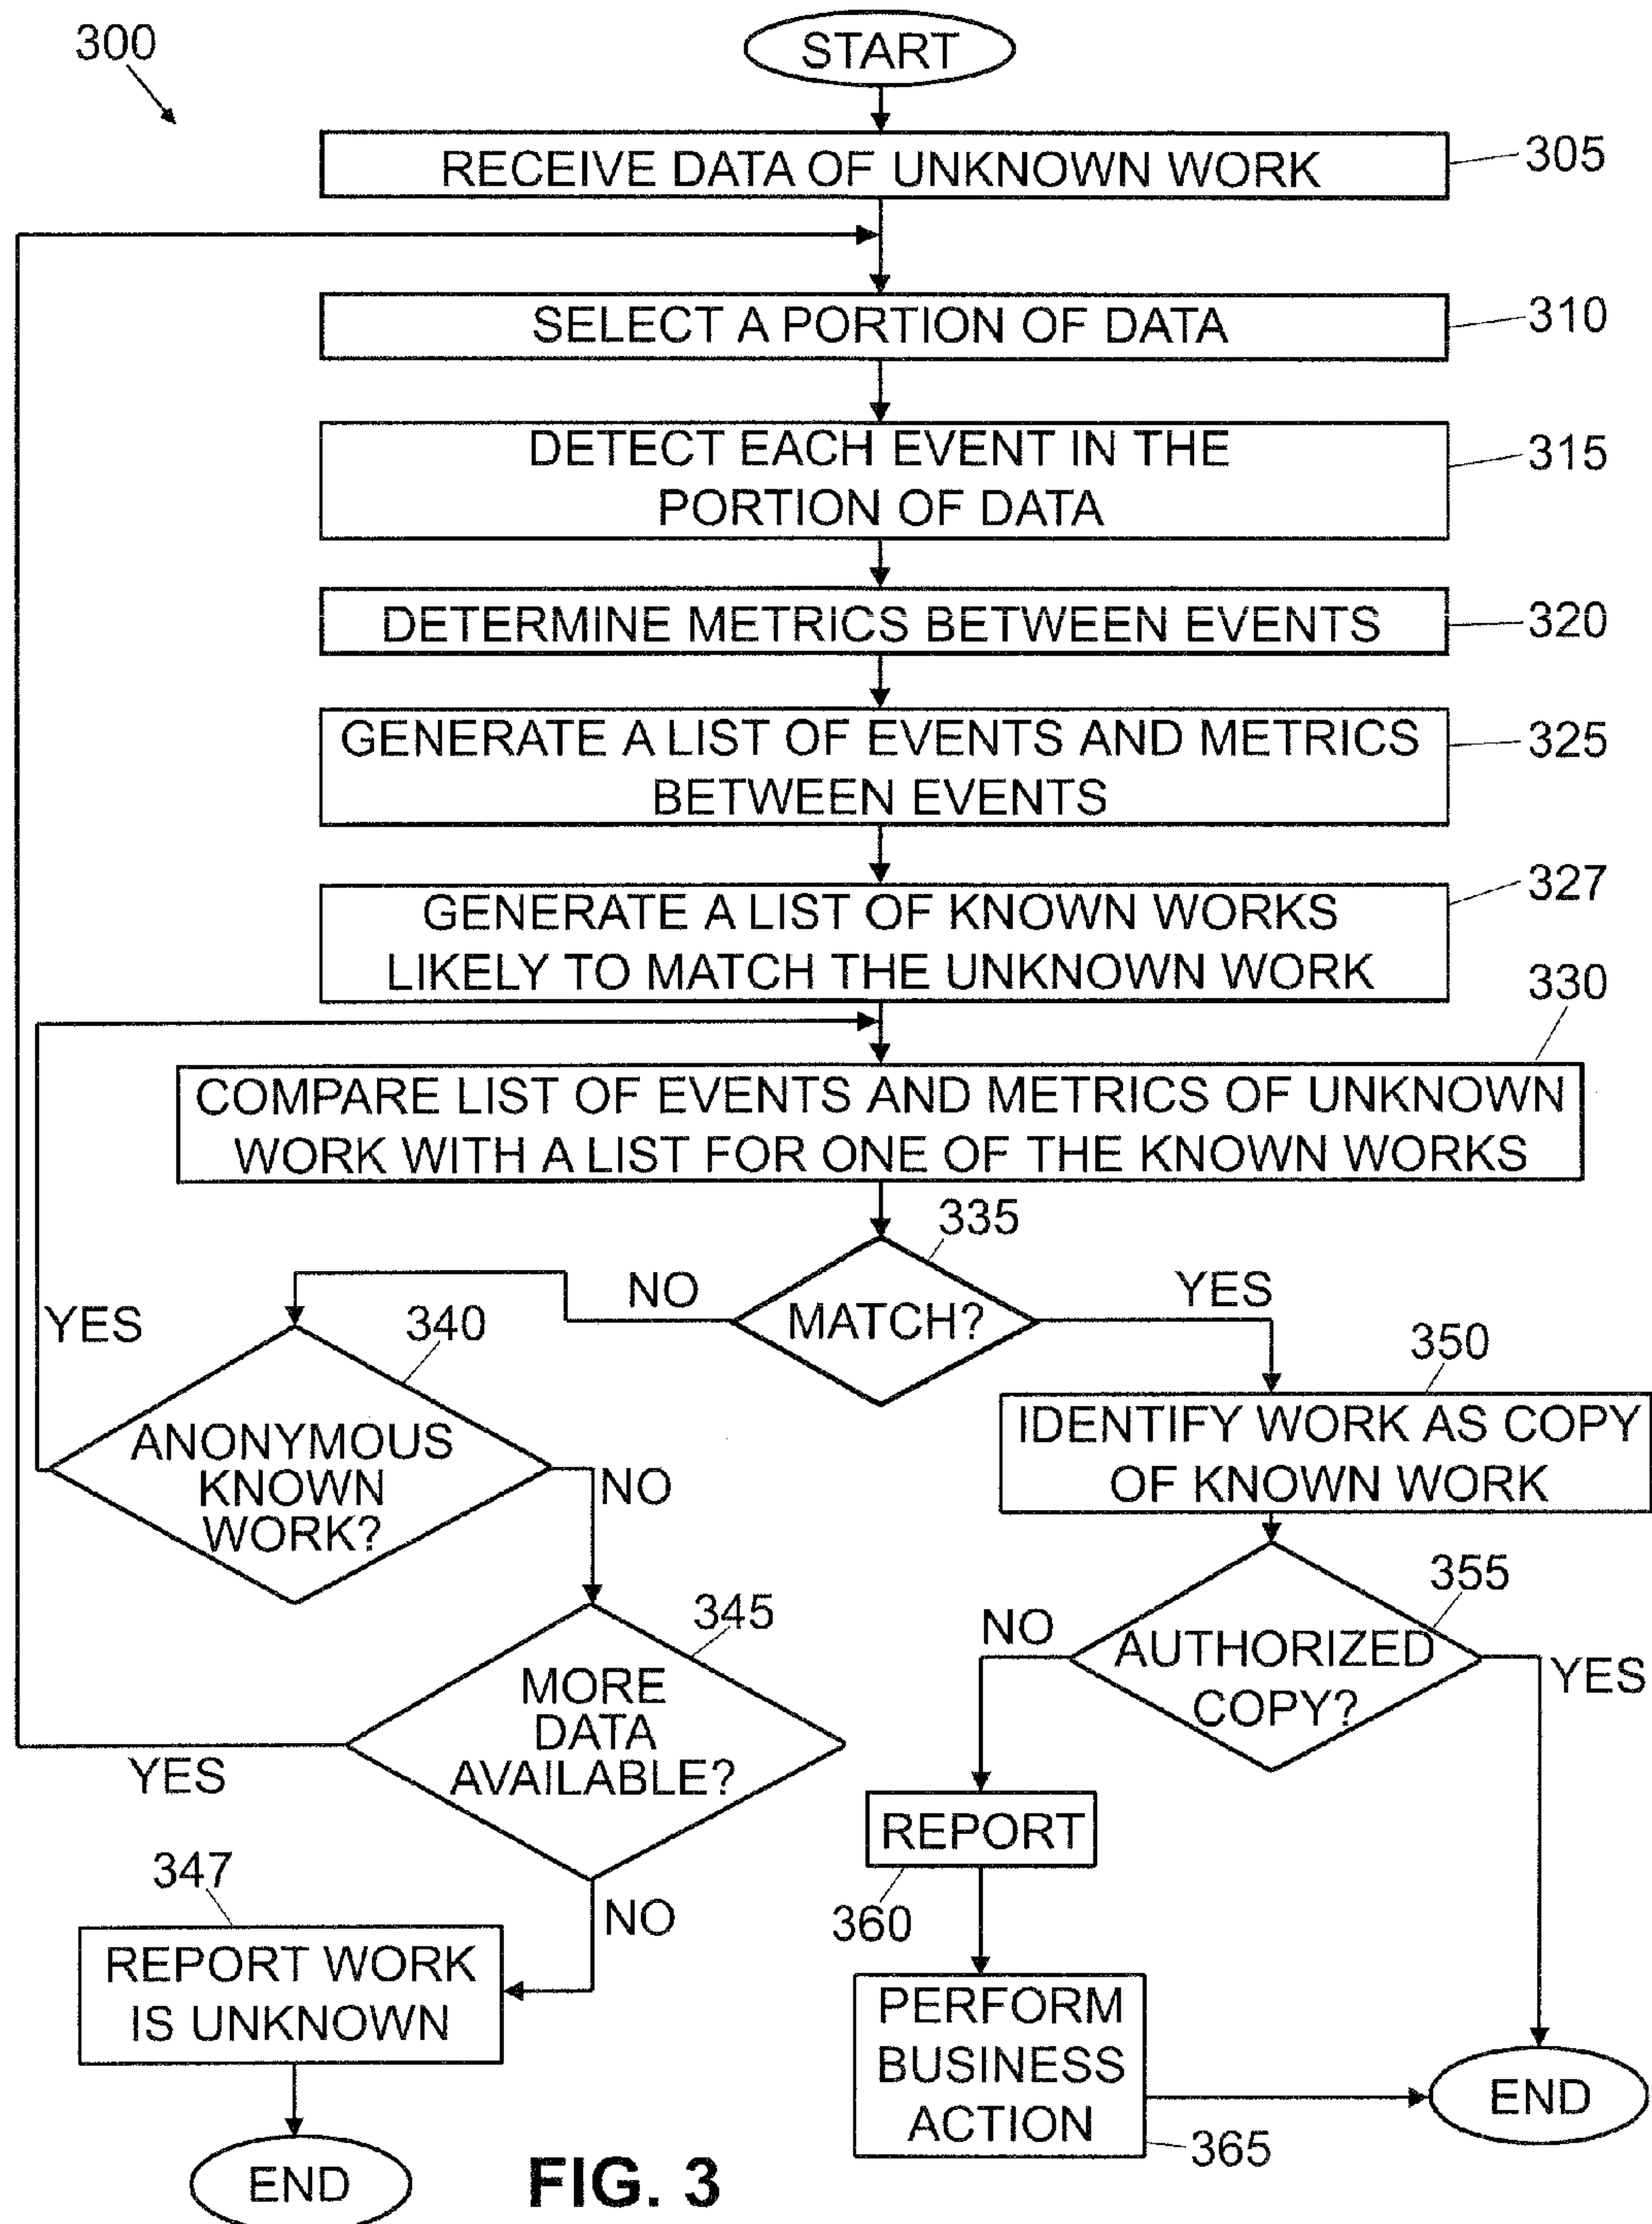 300
START
RECEIVE DATA OF UNKNOWN WORK
305
SELECT A PORTION OF DATA
310
DETECT EACH EVENT IN THE
PORTION OF DATA
315
DETERMINE METRICS BETWEEN EVENTS
320
GENERATE A LIST OF EVENTS AND METRICS
BETWEEN EVENTS
325
GENERATE A LIST OF KNOWN WORKS
LIKELY TO MATCH THE UNKNOWN WORK
327
330
COMPARE LIST OF EVENTS AND METRICS OF UNKNOWN
WORK WITH A LIST FOR ONE OF THE KNOWN WORKS
335
MATCH?
NO
YES
YES
340
ANONYMOUS
KNOWN
WORK?
NO
350
IDENTIFY WORK AS COPY
OF KNOWN WORK
345
MORE
DATA
AVAILABLE?
YES
NO
355
AUTHORIZED
COPY?
NO
YES
347
REPORT WORK
IS UNKNOWN
END
REPORT
360
PERFORM
BUSINESS
ACTION
365
END
FIG. 3